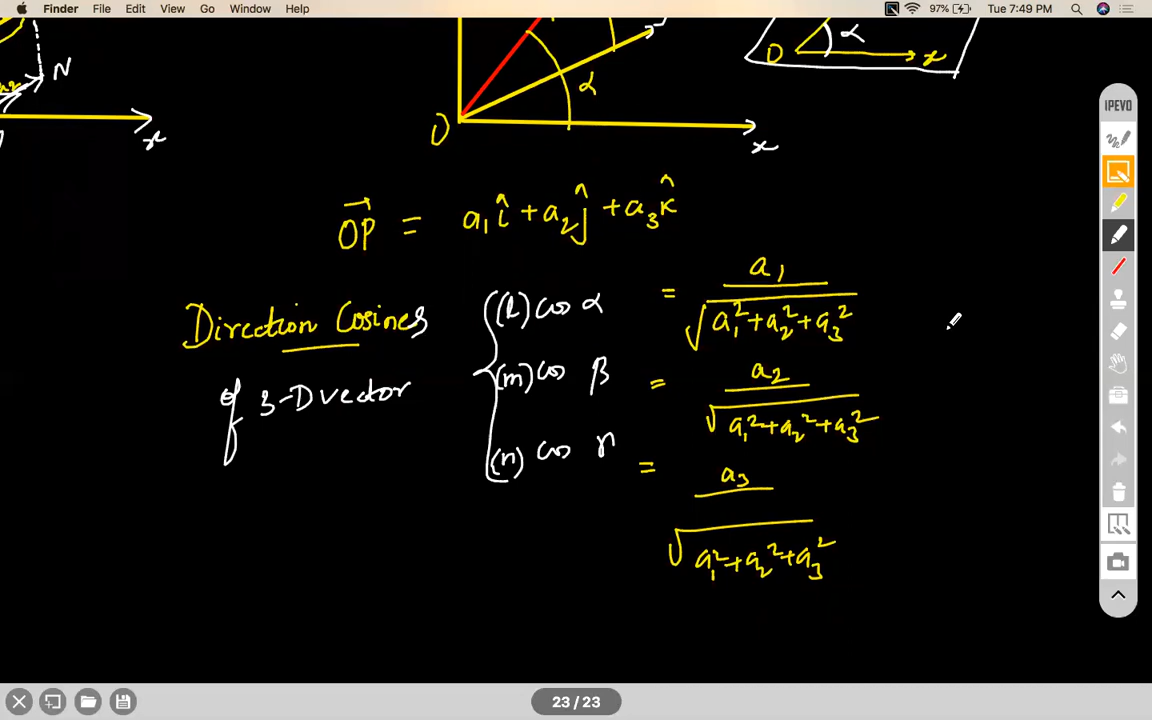 Finder File Edit View Go Window Help 97% Tue 7:49 PM
IPEVO
N
a2
x
α
O
x
α
O
x
→OP = a₁î + a₂ĵ + a₃k̂
Direction Cosines
of 3-D vector
(l) cos α = a₁ / √(a₁² + a₂² + a₃²)
(m) cos β = a₂ / √(a₁² + a₂² + a₃²)
(n) cos γ = a₃ / √(a₁² + a₂² + a₃²)
23 / 23